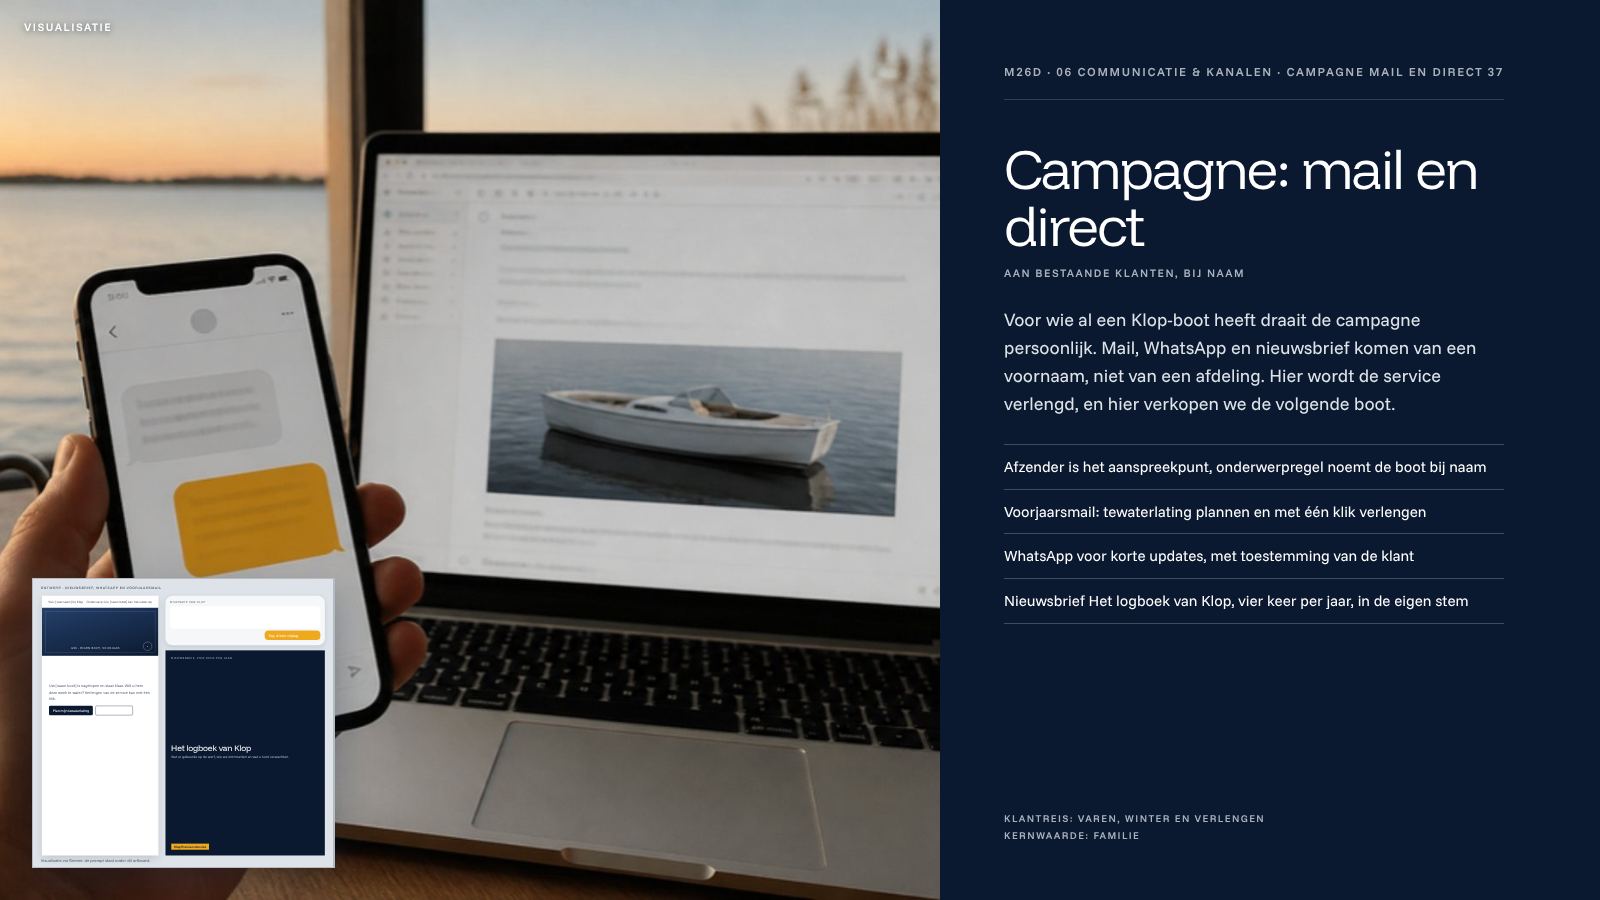 VISUALISATIE
M26D · 06 COMMUNICATIE & KANALEN · CAMPAGNE MAIL EN DIRECT 37
Campagne: mail en
direct
AAN BESTAANDE KLANTEN, BIJ NAAM
Voor wie al een Klop-boot heeft draait de campagne
persoonlijk. Mail, WhatsApp en nieuwsbrief komen van een
voornaam, niet van een afdeling. Hier wordt de service
verlengd, en hier verkopen we de volgende boot.
Afzender is het aanspreekpunt, onderwerpregel noemt de boot bij naam
Voorjaarsmail: tewaterlating plannen en met één klik verlengen
WhatsApp voor korte updates, met toestemming van de klant
Nieuwsbrief Het logboek van Klop, vier keer per jaar, in de eigen stem
KLANTREIS: VAREN, WINTER EN VERLENGEN
KERNWAARDE: FAMILIE
ONTWERP · NIEUWSBRIEF, WHATSAPP EN VOORJAARSMAIL
Het logboek van Klop